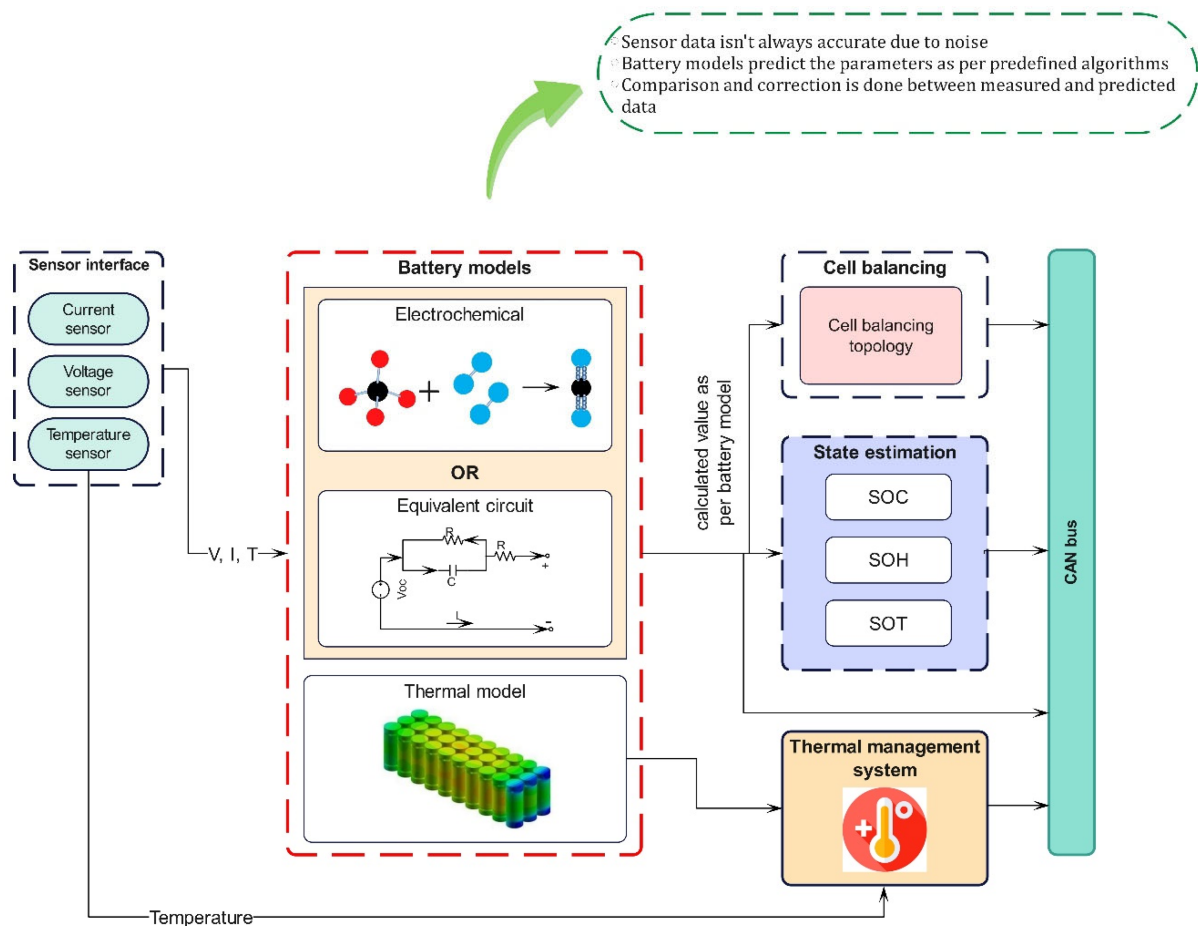 Sensor data isn't always accurate due to noise
Battery models predict the parameters as per predefined algorithms
Comparison and correction is done between measured and predicted
data
Sensor interface
Current
sensor
Voltage
sensor
Temperature
sensor
V, I, T
Battery models
Electrochemical
+
OR
Equivalent circuit
R
R
C
Voc
+
-
Thermal model
calculated value as
per battery model
Cell balancing
Cell balancing
topology
State estimation
SOC
SOH
SOT
Thermal management
system
+
CAN bus
Temperature